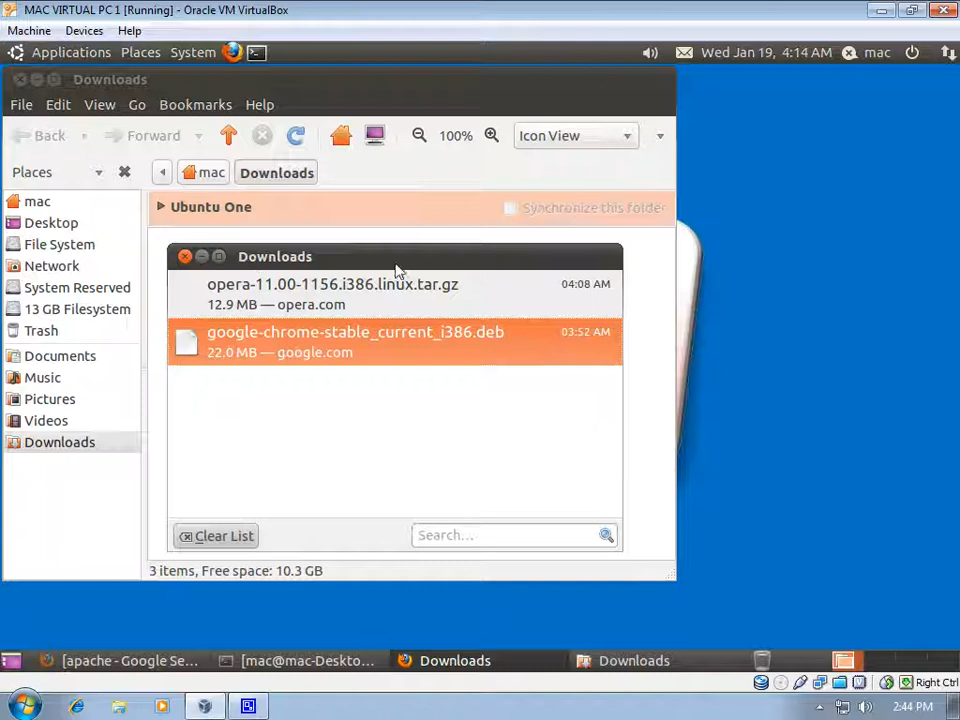 MAC VIRTUAL PC 1 [Running] - Oracle VM VirtualBox
Machine Devices Help
Applications Places System Wed Jan 19, 4:14 AM mac
Downloads
File Edit View Go Bookmarks Help
Back Forward 100% Icon View
Places mac Downloads
mac
Desktop
File System
Network
System Reserved
13 GB Filesystem
Trash
Documents
Music
Pictures
Videos
Downloads
Ubuntu One Synchronize this folder
Downloads
opera-11.00-1156.i386.linux.tar.gz 04:08 AM
12.9 MB — opera.com
google-chrome-stable_current_i386.deb 03:52 AM
22.0 MB — google.com
Clear List Search...
3 items, Free space: 10.3 GB
[apache - Google Se... [mac@mac-Deskto... Downloads Downloads
Right Ctrl
2:44 PM